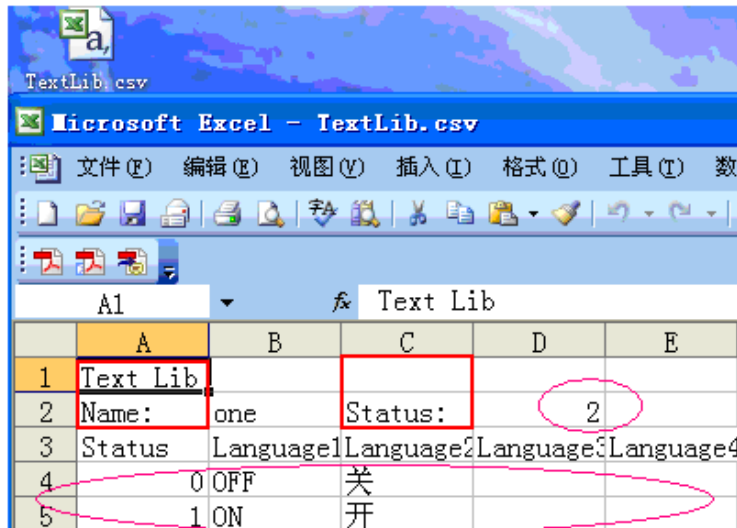 TextLib.csv
Microsoft Excel - TextLib.csv
文件(F) 编辑(E) 视图(V) 插入(I) 格式(O) 工具(T) 数
A1 fx Text Lib
A B C D E
1 Text Lib
2 Name: one Status: 2
3 Status Language1 Language2 Language3 Language4
4 0 OFF 关
5 1 ON 开